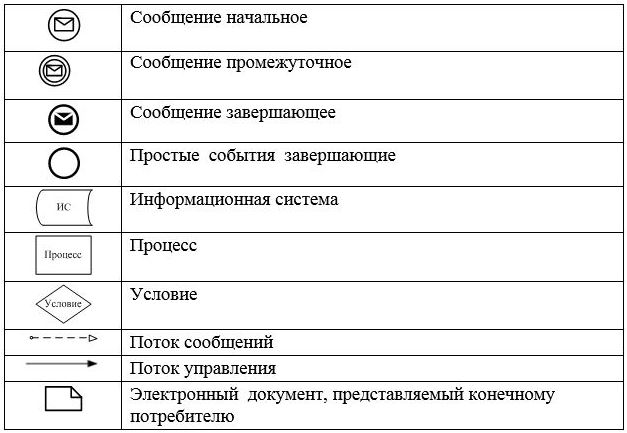 Сообщение начальное
Сообщение промежуточное
Сообщение завершающее
Простые события завершающие
ИС
Информационная система
Процесс
Процесс
Условие
Условие
Поток сообщений
Поток управления
Электронный документ, представляемый конечному
потребителю